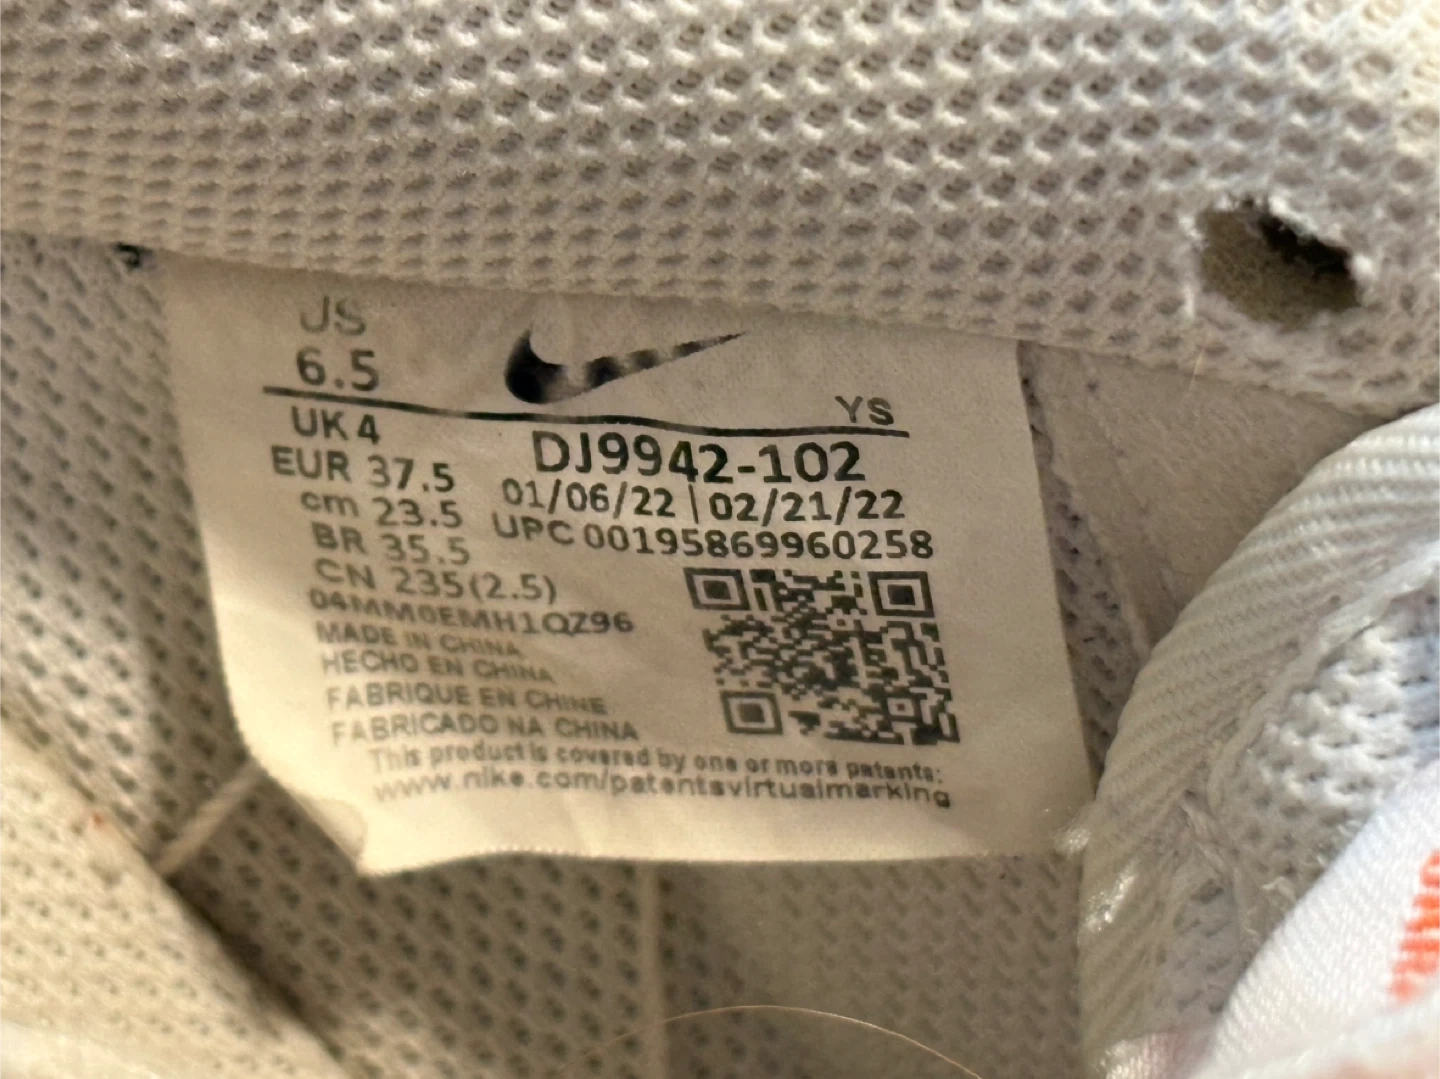 US
6.5
YS
UK 4
DJ9942-102
EUR 37.5
01/06/22 | 02/21/22
cm 23.5
UPC 00195869960258
BR 35.5
CN 235(2.5)
04MM0EMH1QZ96
MADE IN CHINA
HECHO EN CHINA
FABRIQUE EN CHINE
FABRICADO NA CHINA
This product is covered by one or more patents:
www.nike.com/patentsvirtualmarking